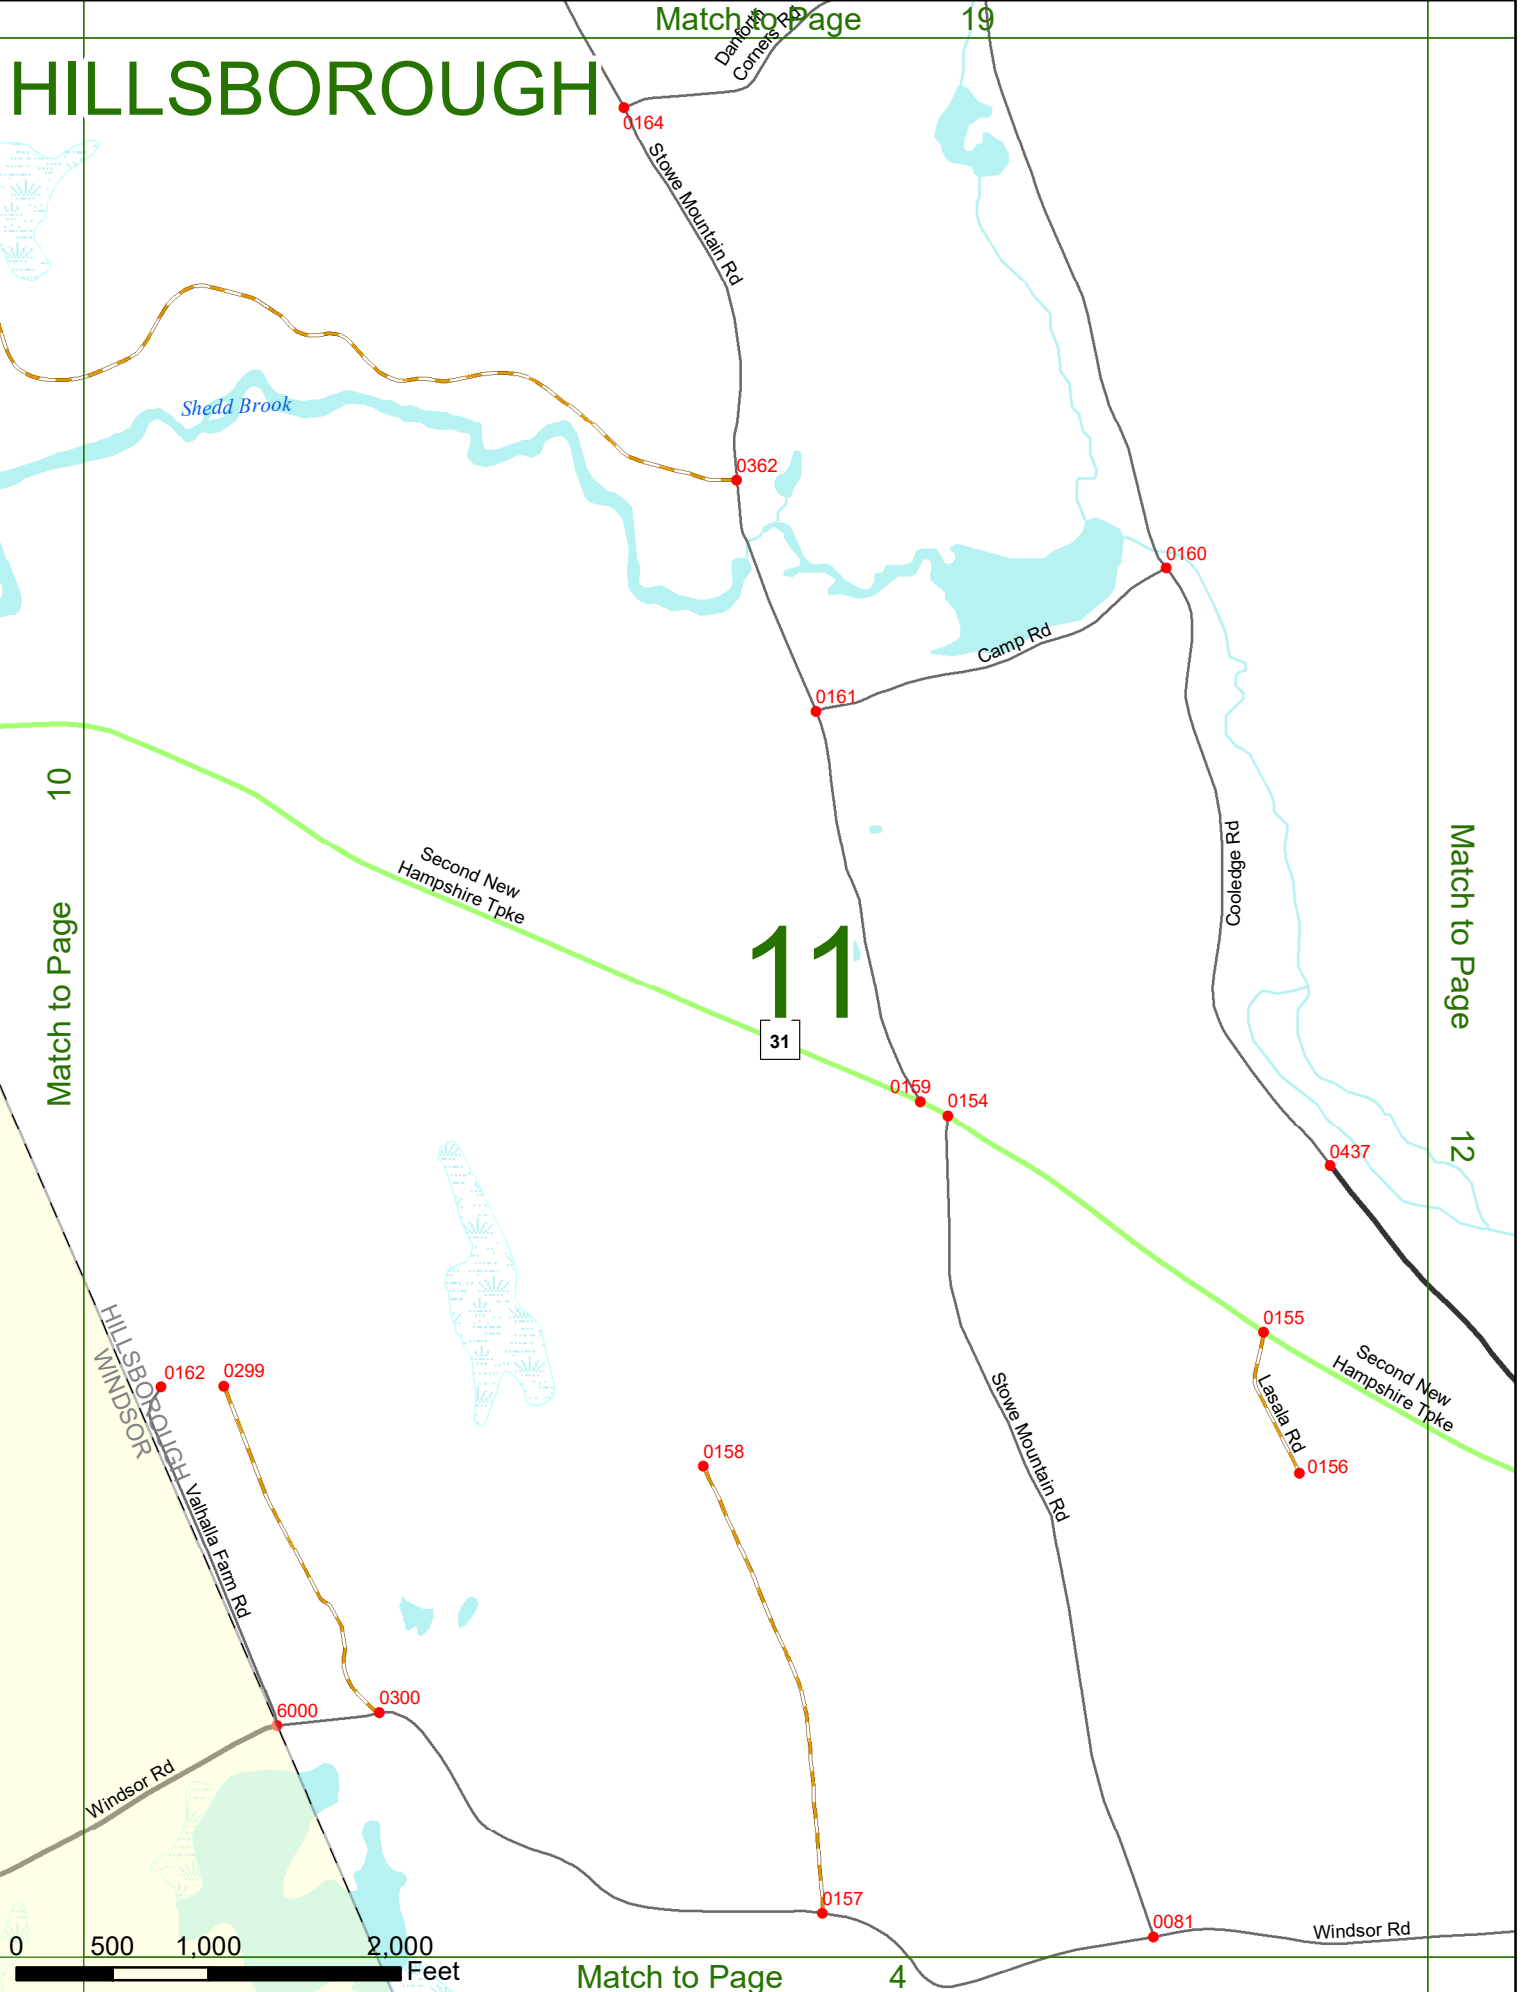 Match to Page 19
Danforth
Corners Rd
HILLSBOROUGH
0164
Stowe Mountain Rd
Shedd Brook
0362
0160
Camp Rd
0161
Match to Page 10
Second New
Hampshire Tpke
Cooledge Rd
Match to Page 12
11
31
0159
0154
0437
0155
Second New
Hampshire Tpke
HILLSBOROUGH
WINDSOR
0162
0299
Lasala Rd
Stowe Mountain Rd
0158
0156
Valhalla Farm Rd
0300
6000
Windsor Rd
0157
0081
Windsor Rd
0 500 1,000 2,000
Feet
Match to Page 4